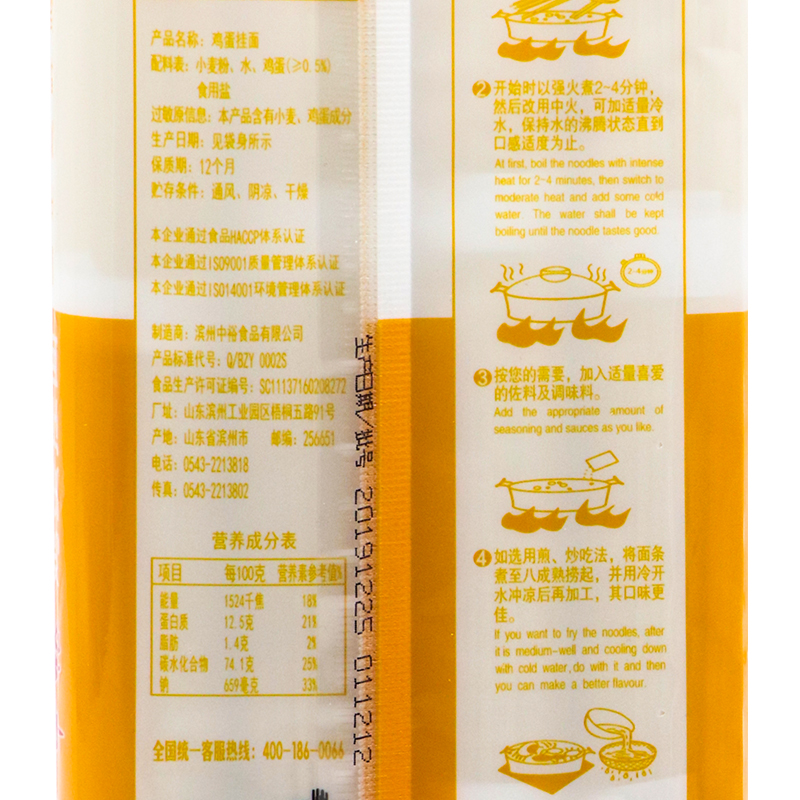 产品名称：鸡蛋挂面
配料表：小麦粉、水、鸡蛋(≥0.5%)
食用盐
过敏原信息：本产品含有小麦、鸡蛋成分
生产日期：见袋身所示
保质期：12个月
贮存条件：通风、阴凉、干燥
本企业通过食品HACCP体系认证
本企业通过ISO9001质量管理体系认证
本企业通过ISO14001环境管理体系认证
制造商：滨州中裕食品有限公司
产品标准代号：Q/BZY 0002S
食品生产许可证编号：SC11137160208272
厂址：山东滨州工业园区梧桐五路91号
产地：山东省滨州市 邮编：256651
电话：0543-2213818
传真：0543-2213802
营养成分表
项目 每100克 营养素参考值%
能量 1524千焦 18%
蛋白质 12.5克 21%
脂肪 1.4克 2%
碳水化合物 74.1克 25%
钠 659毫克 33%
全国统一客服热线：400-186-0066
生产日期/批号 20191225 011212
2 开始时以强火煮2-4分钟，
然后改用中火，可加适量冷
水，保持水的沸腾状态直到
口感适度为止。
At first, boil the noodles with intense
heat for 2-4 minutes, then switch to
moderate heat and add some cold
water. The water shall be kept
boiling until the noodle tastes good.
2-4分钟
3 按您的需要，加入适量喜爱
的佐料及调味料。
Add the appropriate amount of
seasoning and sauces as you like.
4 如选用煎、炒吃法，将面条
煮至八成熟捞起，并用冷开
水冲凉后再加工，其口味更
佳。
If you want to fry the noodles, after
it is medium-well and cooling down
with cold water, do with it and then
you can make a better flavour.